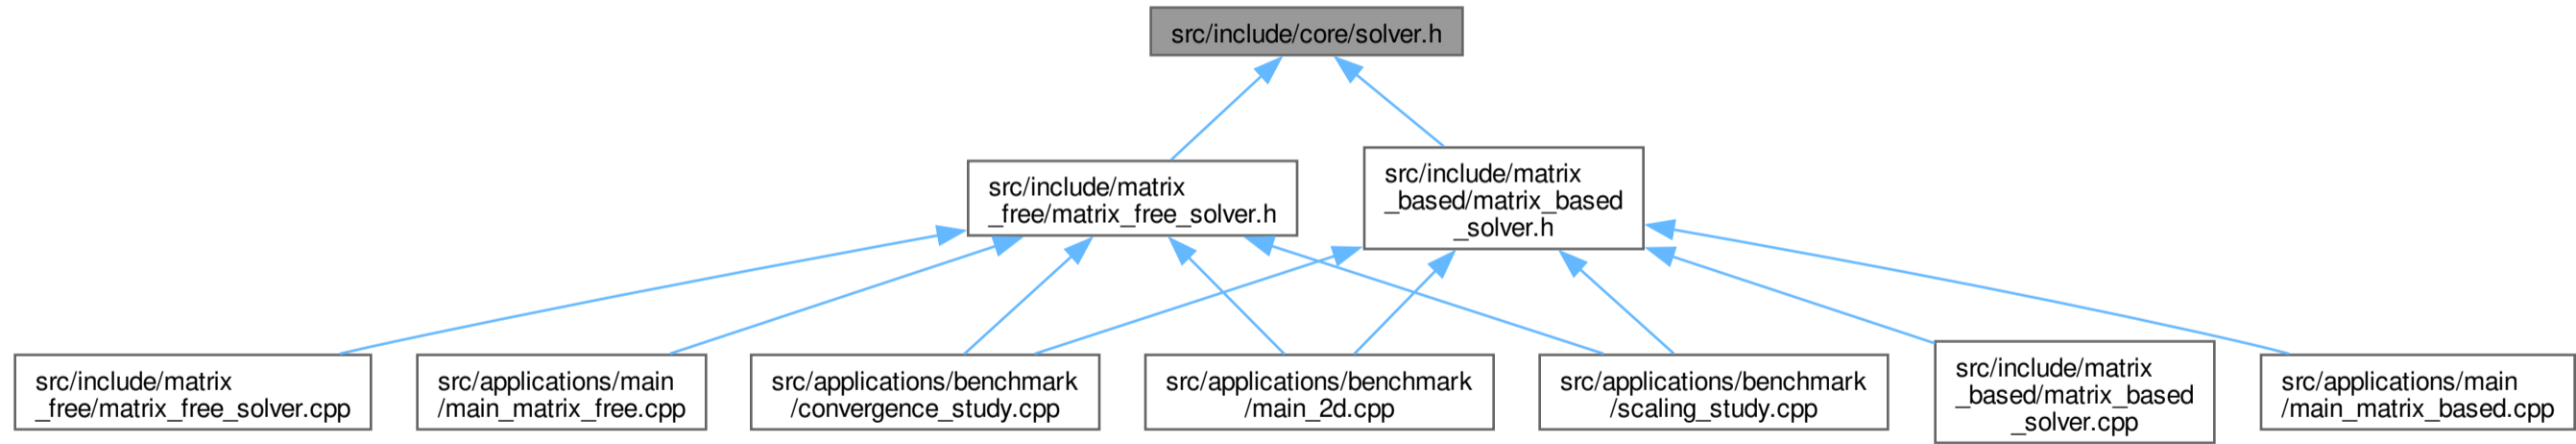 src/include/core/solver.h
src/include/matrix
_free/matrix_free_solver.h
src/include/matrix
_based/matrix_based
_solver.h
src/include/matrix
_free/matrix_free_solver.cpp
src/applications/main
/main_matrix_free.cpp
src/applications/benchmark
/convergence_study.cpp
src/applications/benchmark
/main_2d.cpp
src/applications/benchmark
/scaling_study.cpp
src/include/matrix
_based/matrix_based
_solver.cpp
src/applications/main
/main_matrix_based.cpp